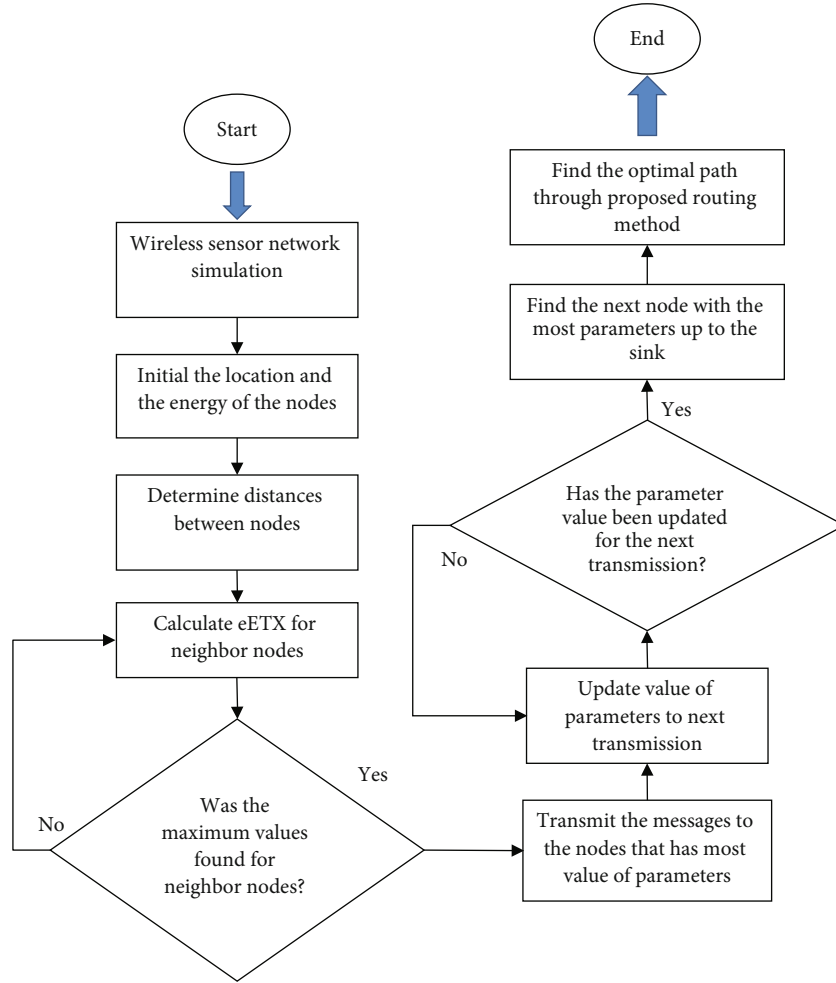 Start
Wireless sensor network
simulation
Initial the location and
the energy of the nodes
Determine distances
between nodes
Calculate eETX for
neighbor nodes
Was the
maximum values
found for
neighbor nodes?
No
Yes
Transmit the messages to
the nodes that has most
value of parameters
Update value of
parameters to next
transmission
Has the parameter
value been updated
for the next
transmission?
No
Yes
Find the next node with the
most parameters up to the
sink
Find the optimal path
through proposed routing
method
End